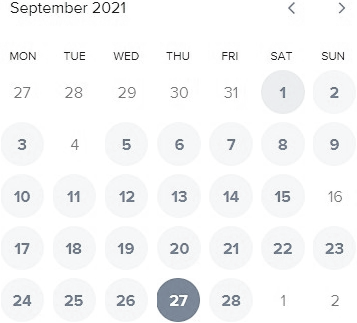 September 2021
MON TUE WED THU FRI SAT SUN
27 28 29 30 31 1 2
3 4 5 6 7 8 9
10 11 12 13 14 15 16
17 18 19 20 21 22 23
24 25 26 27 28 1 2